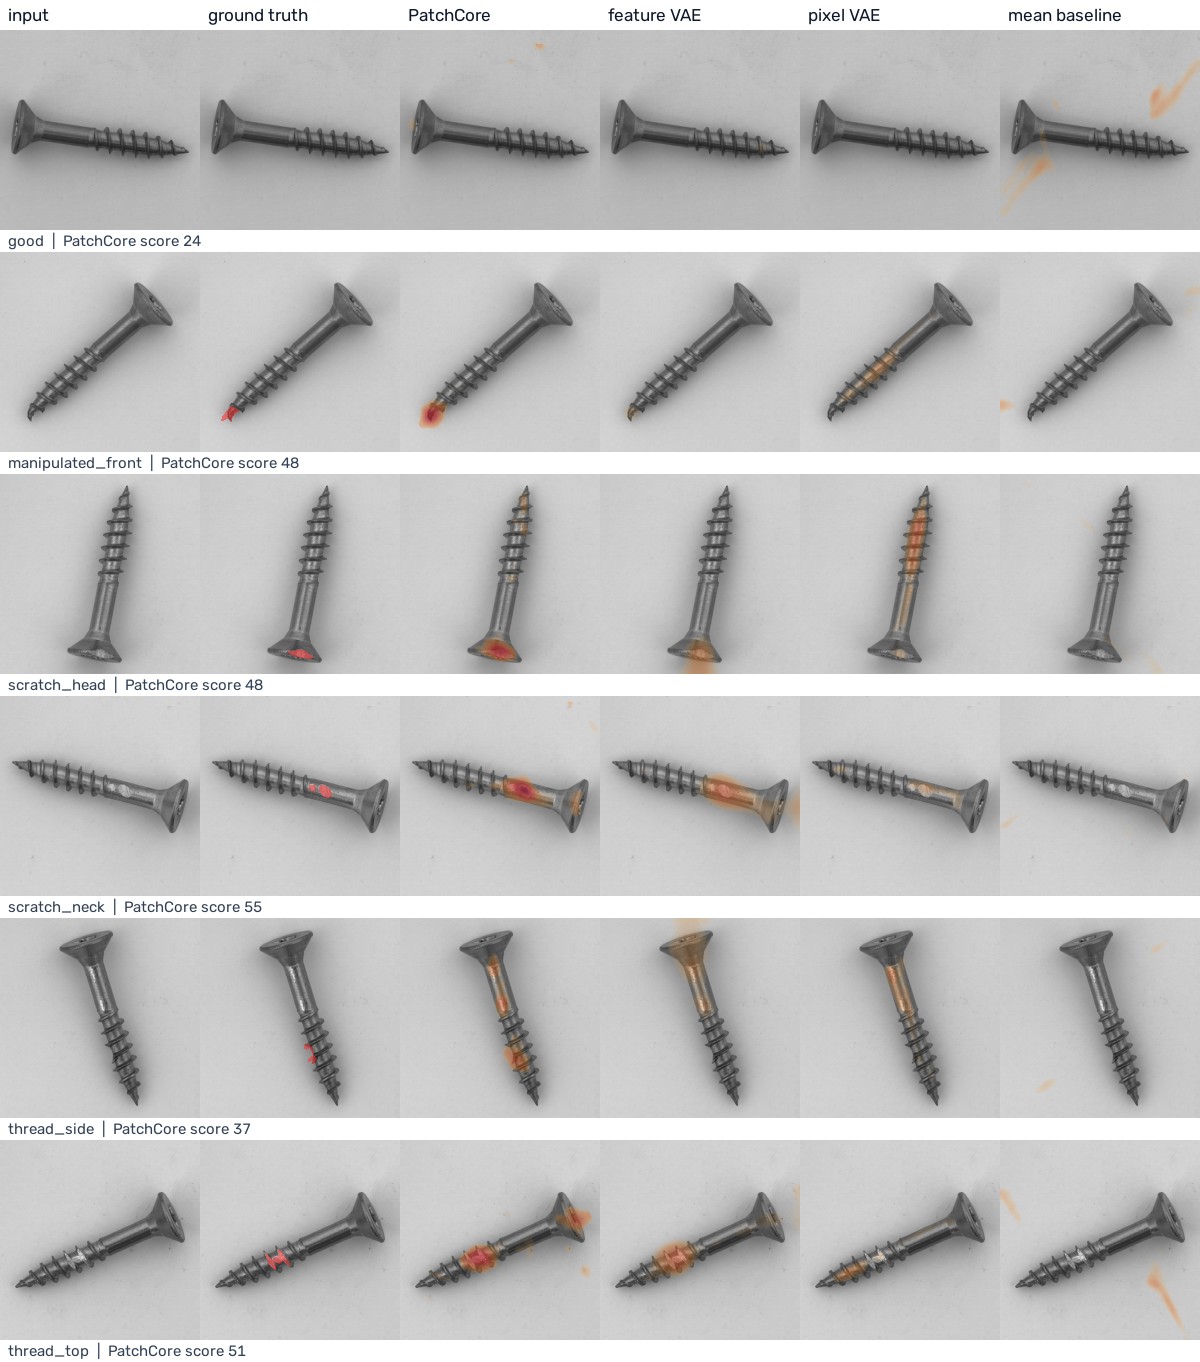 input ground truth PatchCore feature VAE pixel VAE mean baseline
good | PatchCore score 24
manipulated_front | PatchCore score 48
scratch_head | PatchCore score 48
scratch_neck | PatchCore score 55
thread_side | PatchCore score 37
thread_top | PatchCore score 51